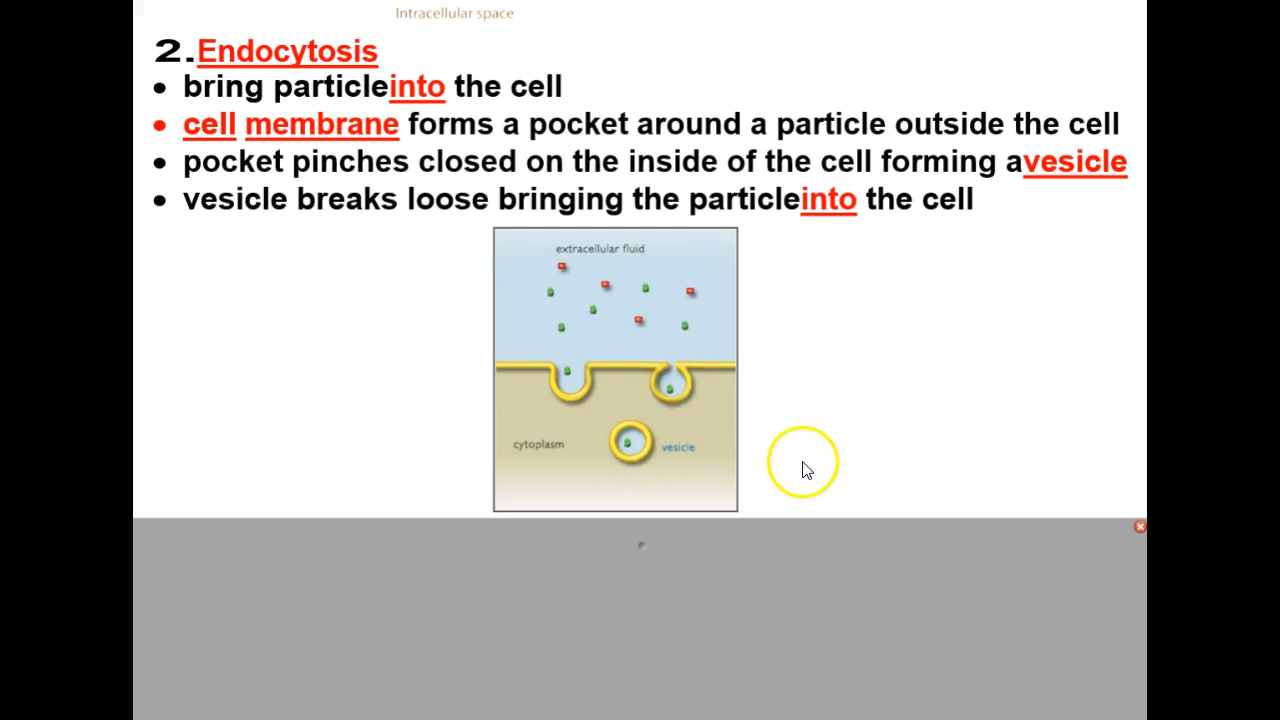 Intracellular space
2.Endocytosis
• bring particleinto the cell
• cell membrane forms a pocket around a particle outside the cell
• pocket pinches closed on the inside of the cell forming avesicle
• vesicle breaks loose bringing the particleinto the cell
extracellular fluid
cytoplasm
vesicle